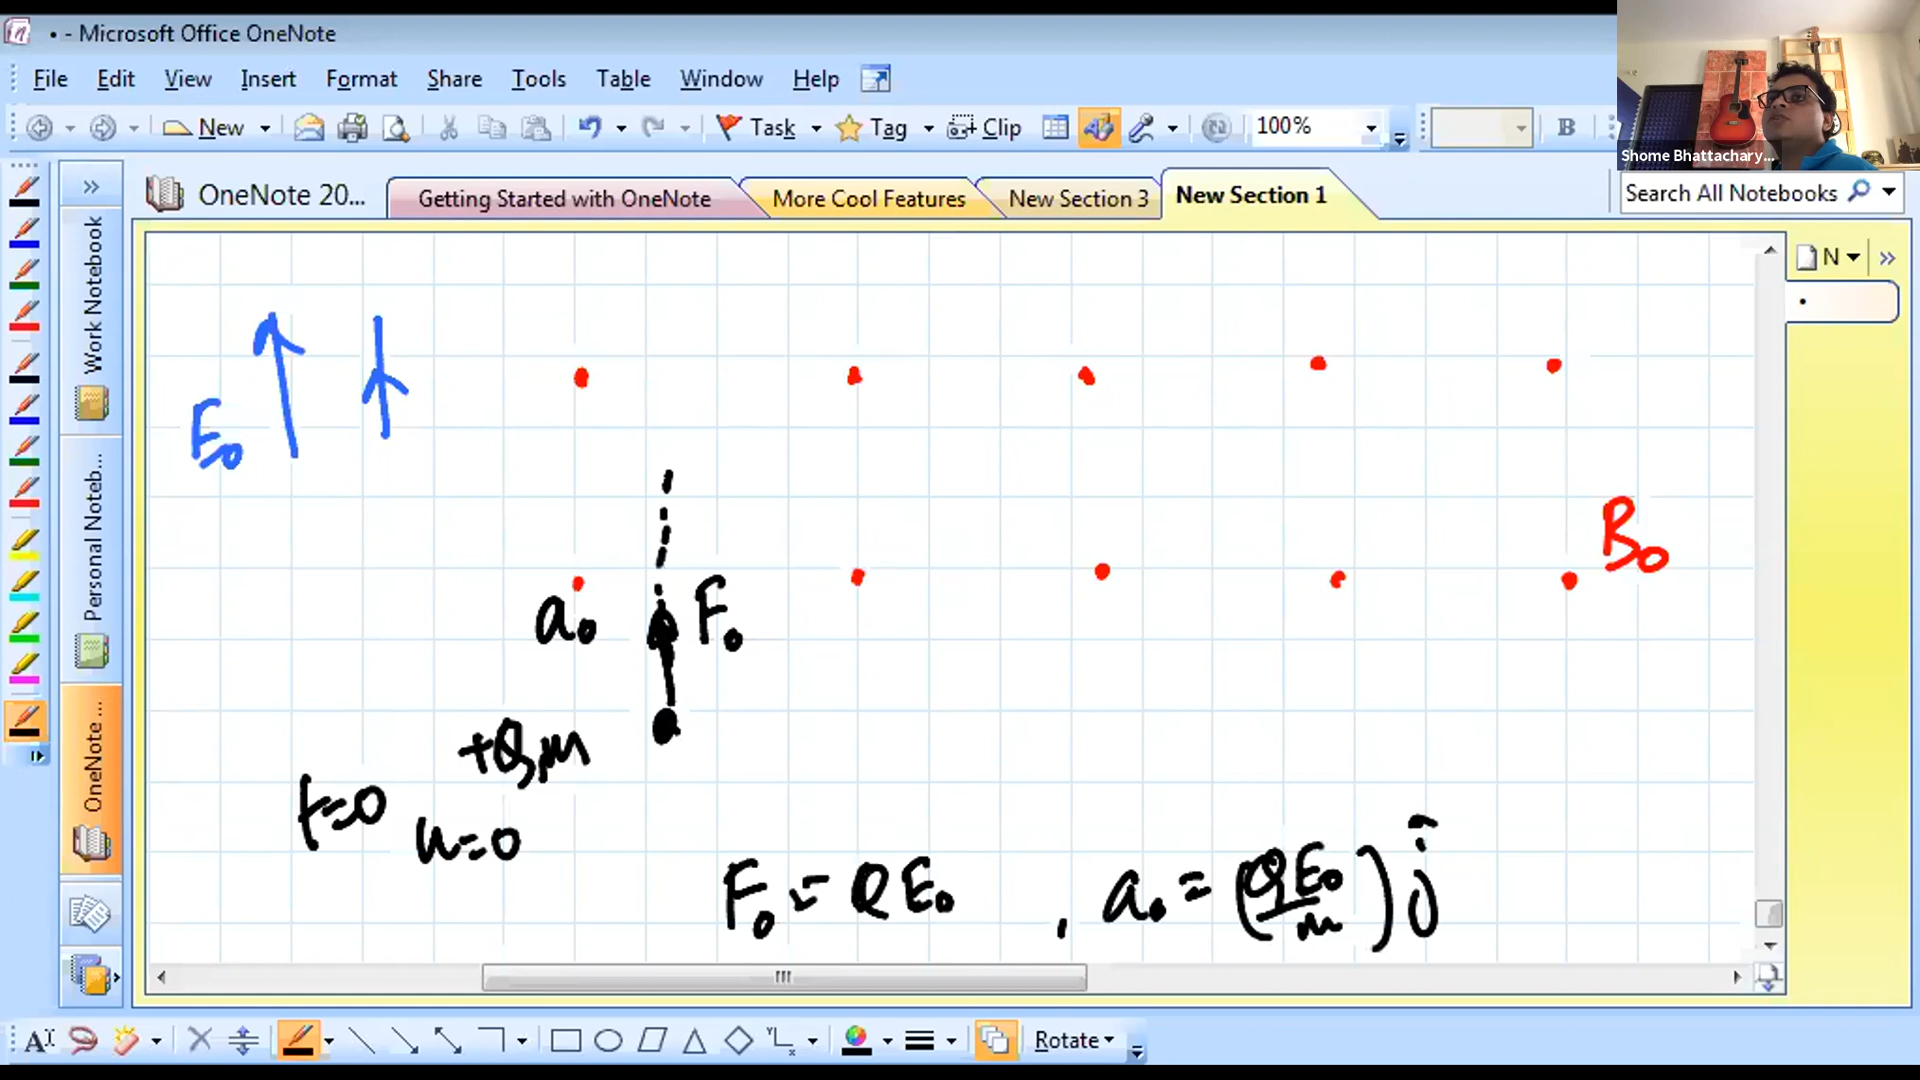 • - Microsoft Office OneNote
File Edit View Insert Format Share Tools Table Window Help
New Task Tag Clip 100% B
Shome Bhattachary...
OneNote 20... Getting Started with OneNote More Cool Features New Section 3 New Section 1 Search All Notebooks
Work Notebook
Personal Noteb...
OneNote ...
N
E₀
B₀
a₀ F₀
+Q,m
t=0
u=0
F₀ = QE₀ , a₀ = (QE₀/m) ĵ
A Rotate